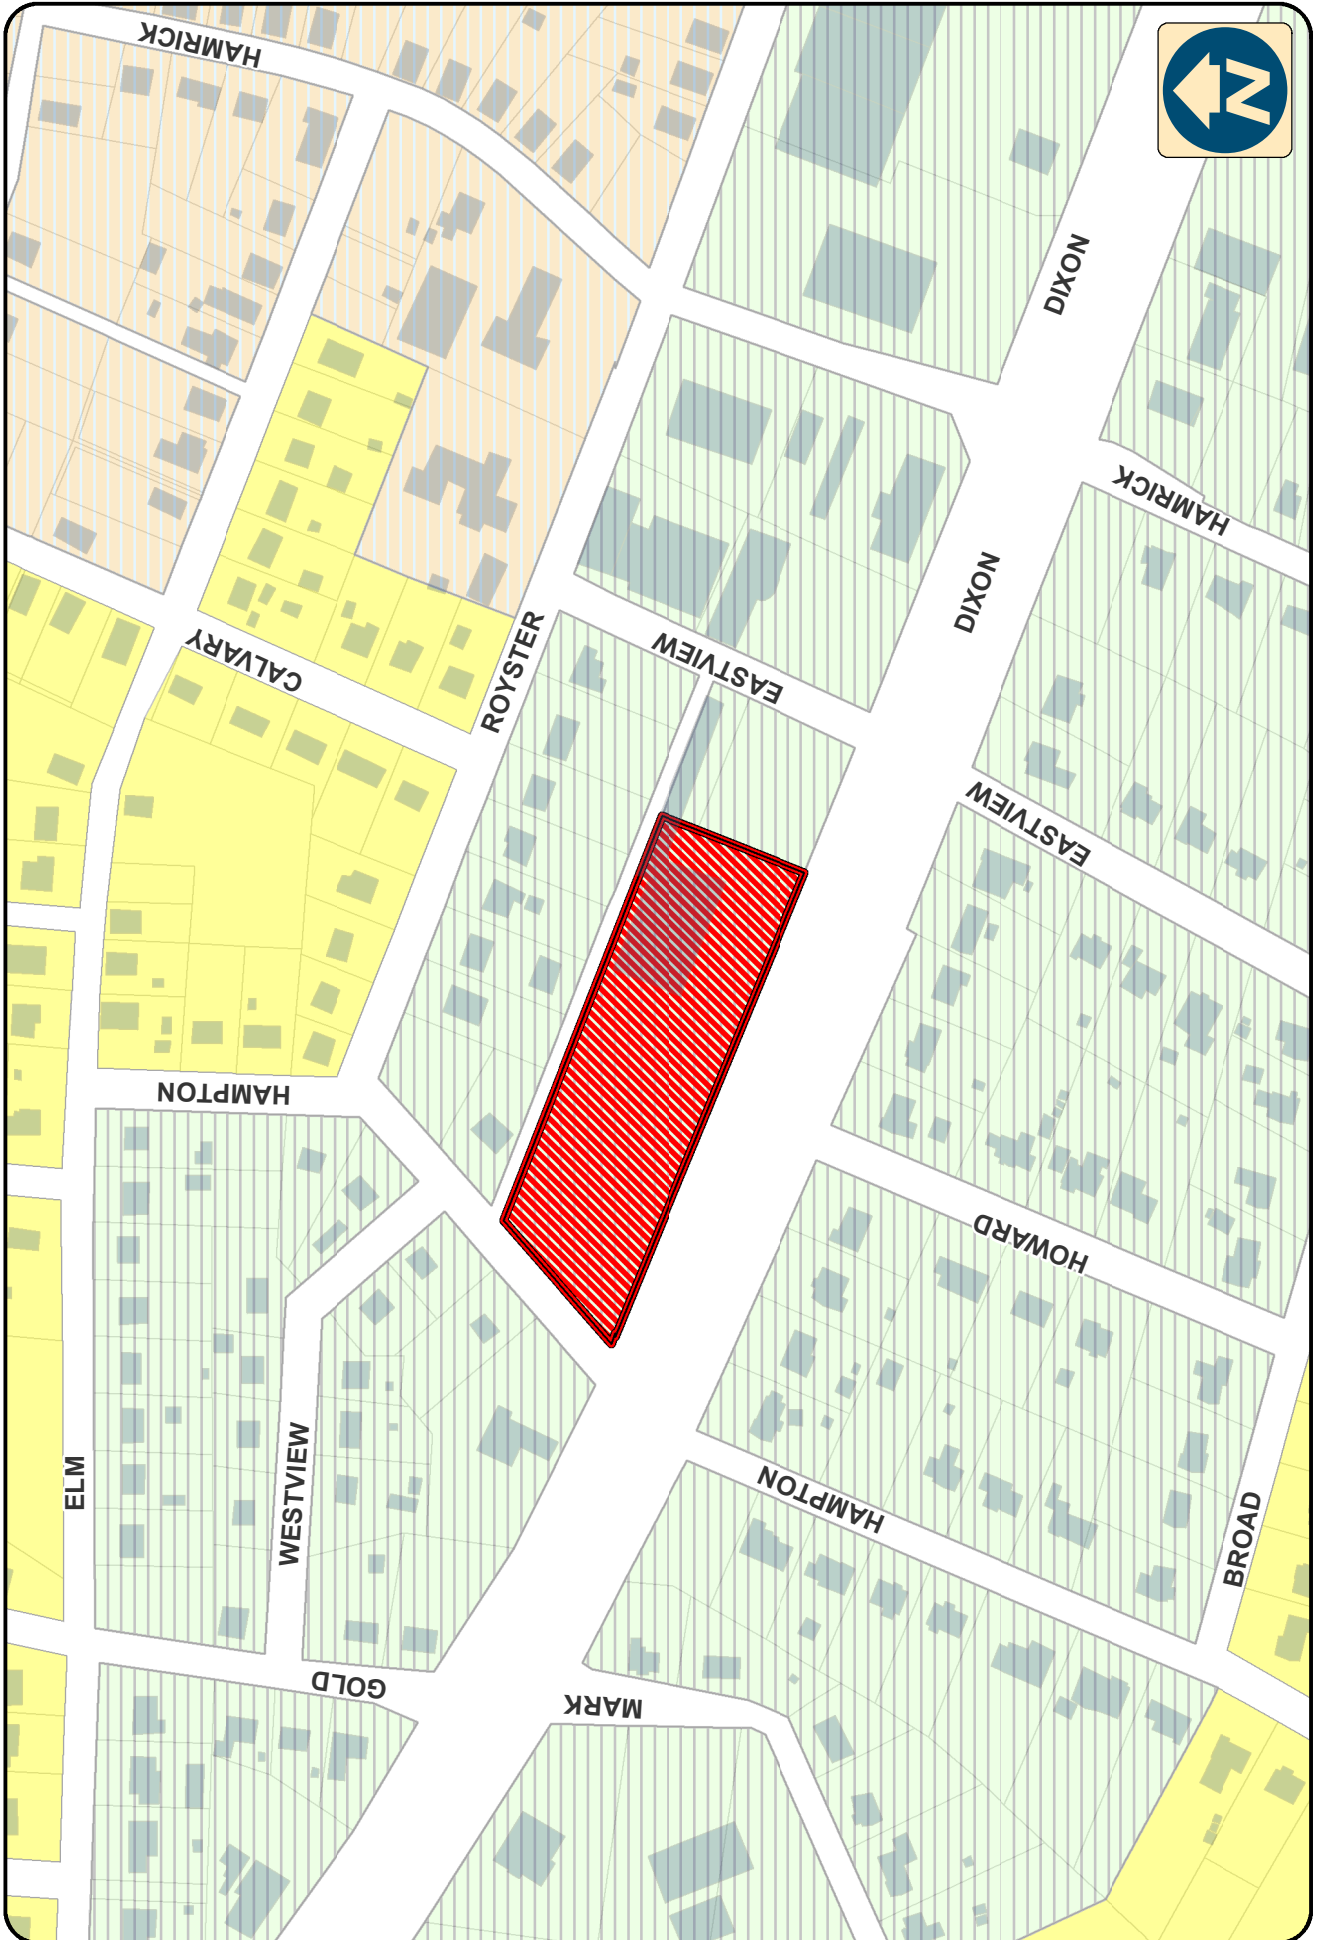 HAMRICK
N
DIXON
HAMRICK
DIXON
EASTVIEW
CALVARY
ROYSTER
EASTVIEW
HAMPTON
HOWARD
ELM
WESTVIEW
HAMPTON
BROAD
GOLD
MARK